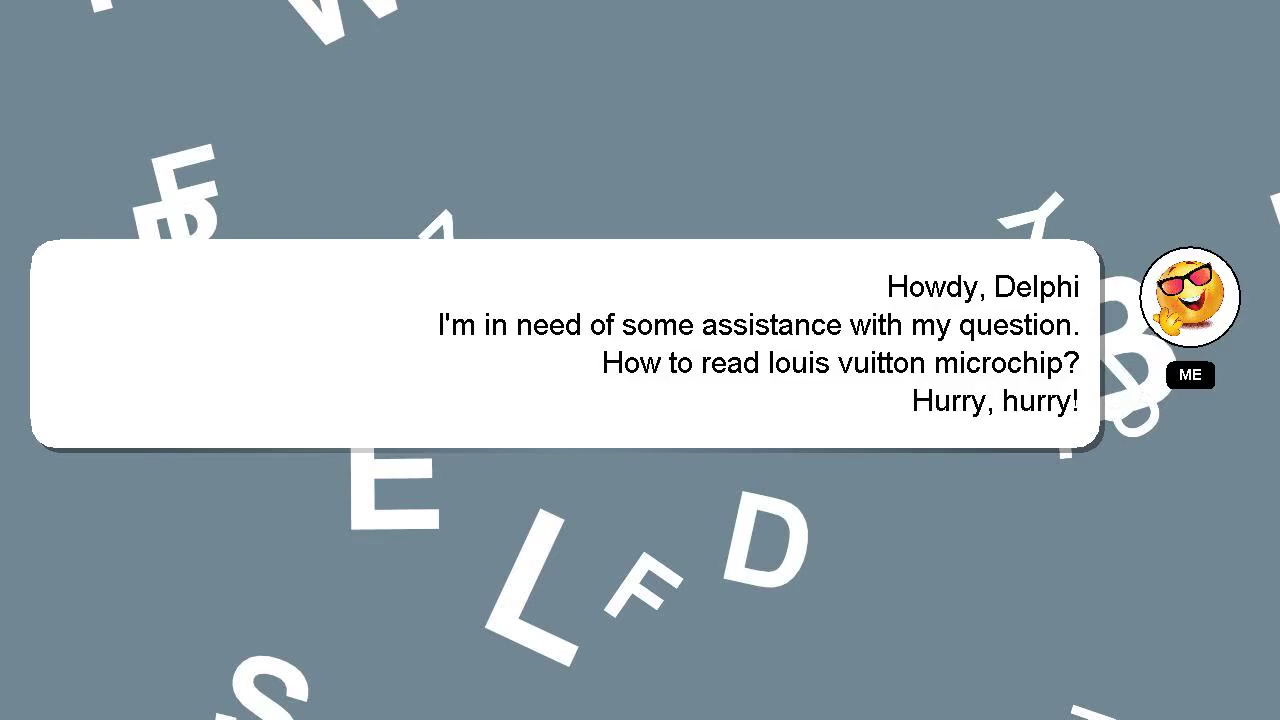 W
F
P
Z
Y
Howdy, Delphi
I'm in need of some assistance with my question.
How to read louis vuitton microchip?
Hurry, hurry!
ME
B
E
L
F
D
S